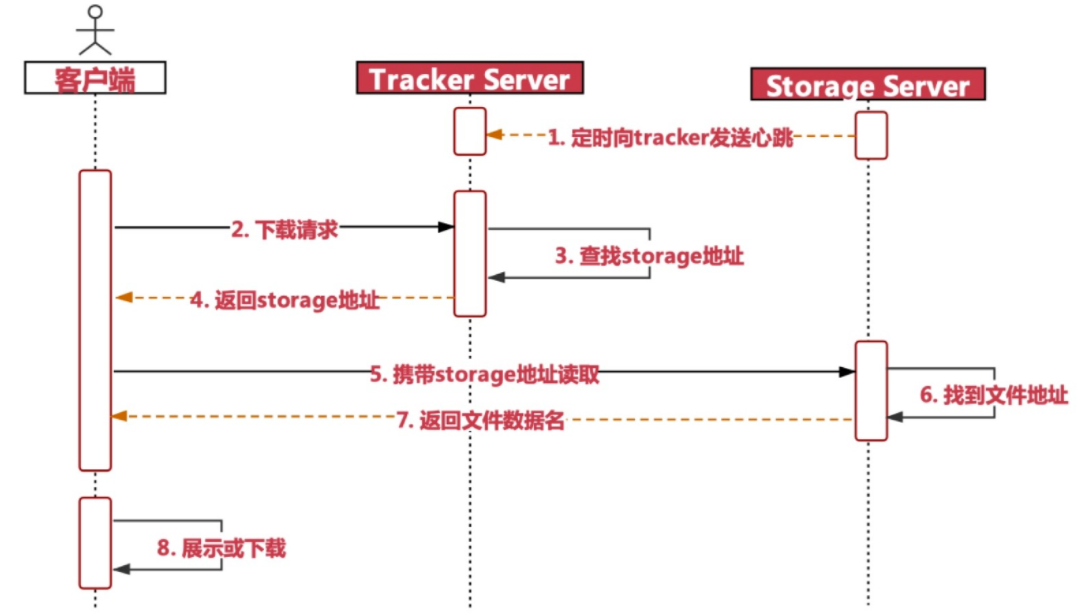 客户端
Tracker Server
Storage Server
1. 定时向tracker发送心跳
2. 下载请求
3. 查找storage地址
4. 返回storage地址
5. 携带storage地址读取
6. 找到文件地址
7. 返回文件数据名
8. 展示或下载